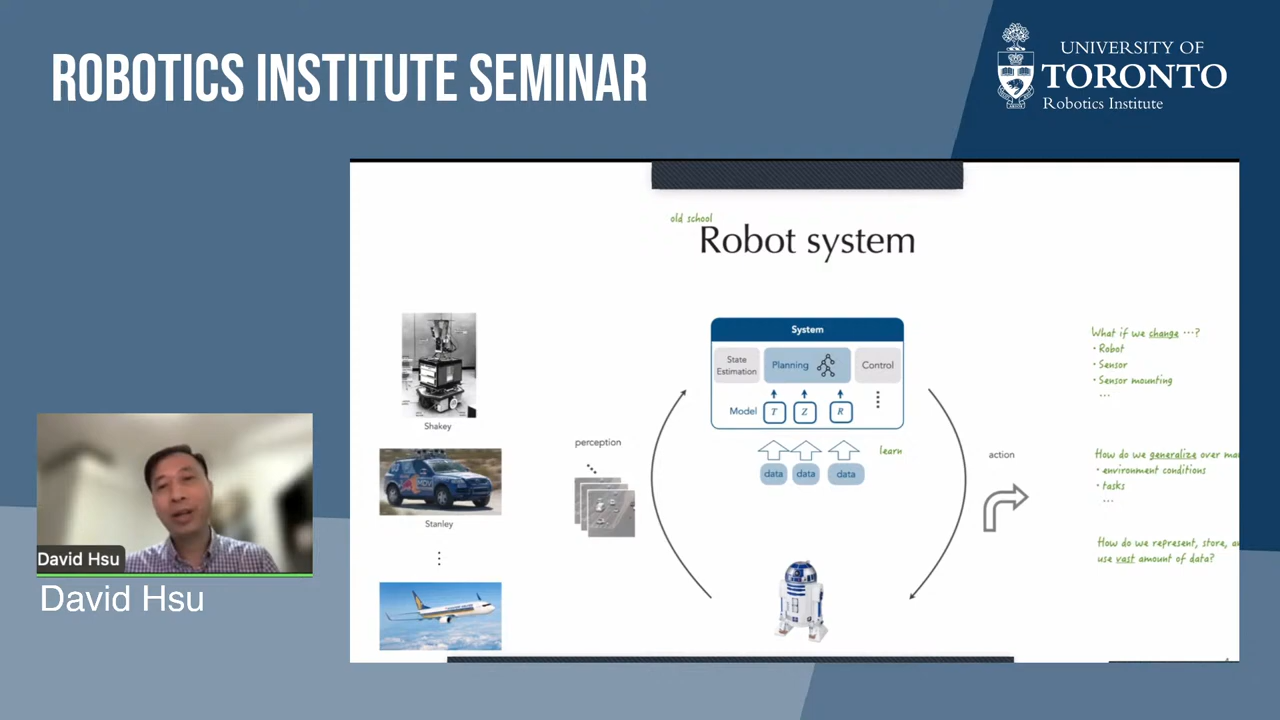 ROBOTICS INSTITUTE SEMINAR
UNIVERSITY OF
TORONTO
Robotics Institute
old school
Robot system
System
State
Estimation
Planning
Control
Model
T
Z
R
learn
data
data
data
perception
action
Shakey
Stanley
What if we change ...?
· Robot
· Sensor
· Sensor mounting
...
How do we generalize over
· environment conditions
· tasks
...
How do we represent, store,
use vast amount of data?
David Hsu
David Hsu